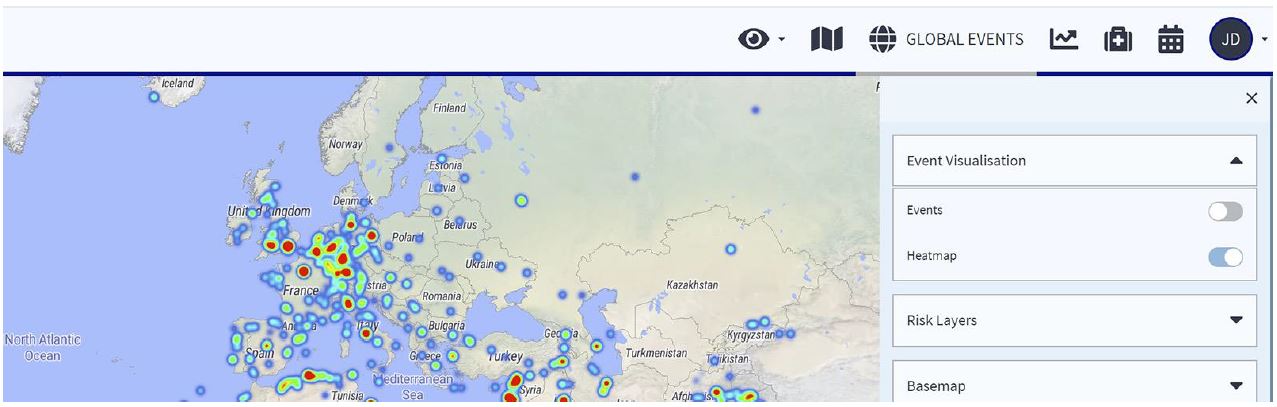 GLOBAL EVENTS
JD
Iceland
Finland
Norway
Estonia
Latvia
Denmark
United Kingdom
Belarus
Poland
Ukraine
France
Kazakhstan
Romania
Bulgaria
Italy
North Atlantic
Ocean
Georgia
Kyrgyzstan
Spain
Greece
Turkey
Turkmenistan
Tajikistan
Mediterranean
Sea
Tunisia
Syria
Event Visualisation
Events
Heatmap
Risk Layers
Basemap